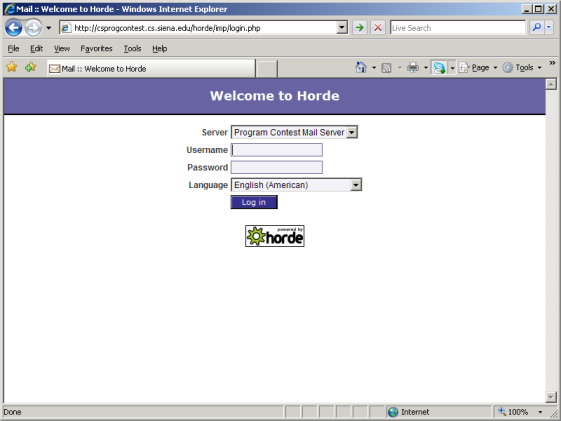 Mail :: Welcome to Horde - Windows Internet Explorer
http://csprogcontest.cs.siena.edu/horde/imp/login.php
Live Search
File Edit View Favorites Tools Help
Mail :: Welcome to Horde
Page Tools »
Welcome to Horde
Server Program Contest Mail Server
Username
Password
Language English (American)
Log in
powered by
horde
Done Internet 100%